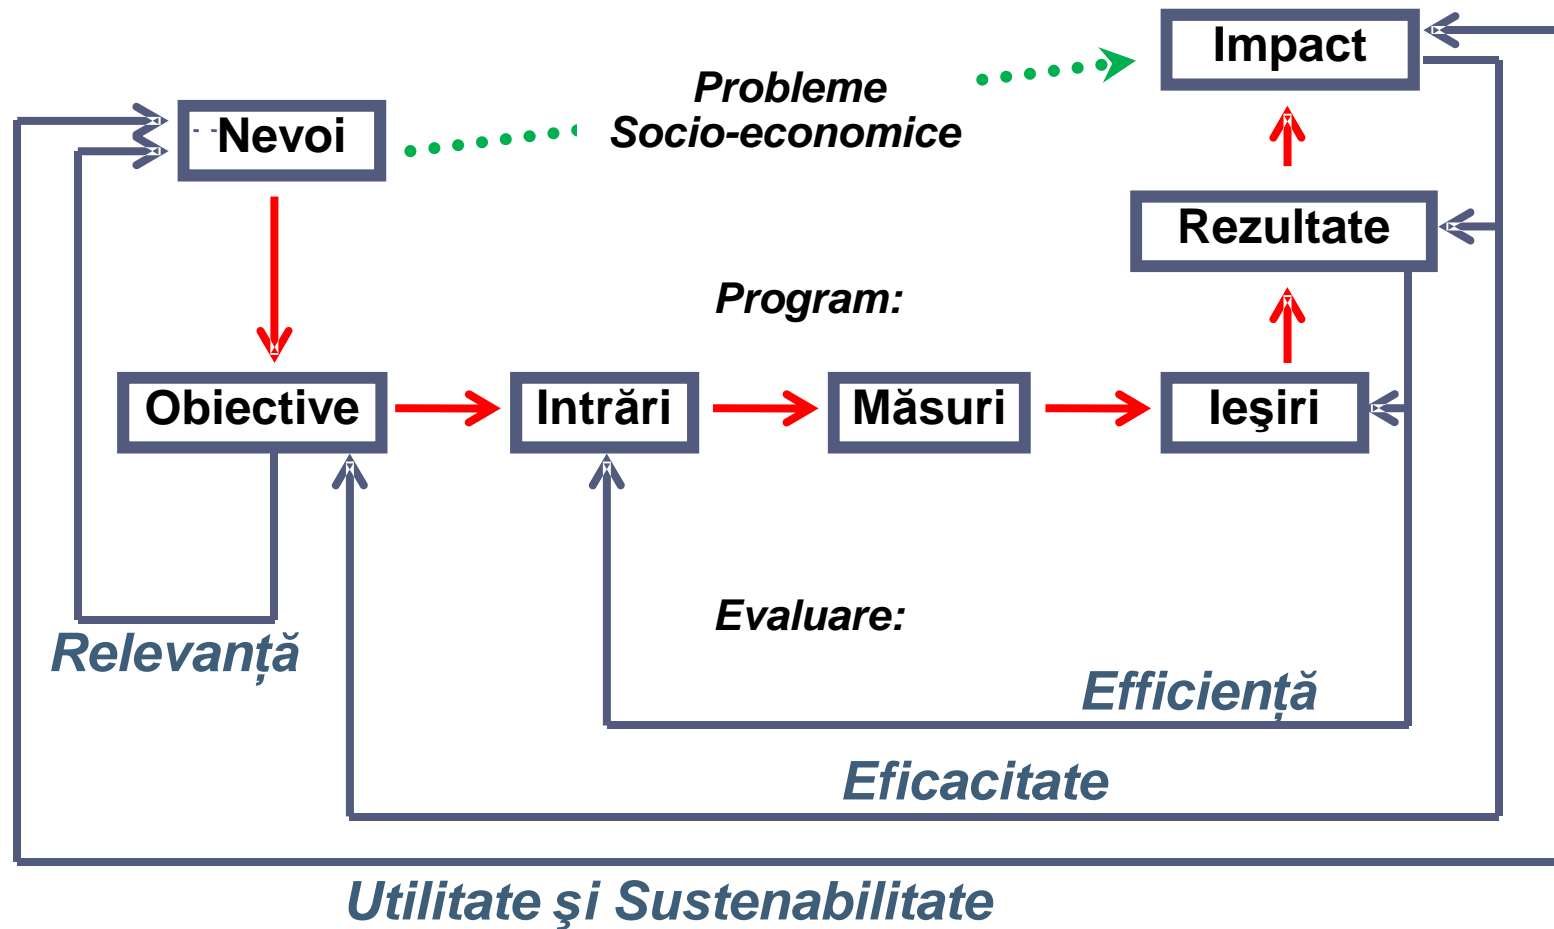 Impact
Probleme
Socio-economice
Nevoi
Rezultate
Program:
Obiective
Intrări
Măsuri
Ieşiri
Evaluare:
Relevanță
Efficiență
Eficacitate
Utilitate şi Sustenabilitate